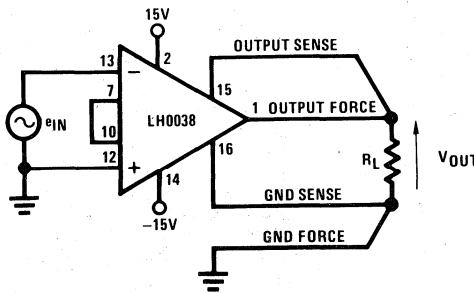 15V
OUTPUT SENSE
13
2
−
7
15
1 OUTPUT FORCE
eIN
LH0038
10
16
12
+
RL
VOUT
14
GND SENSE
−15V
GND FORCE